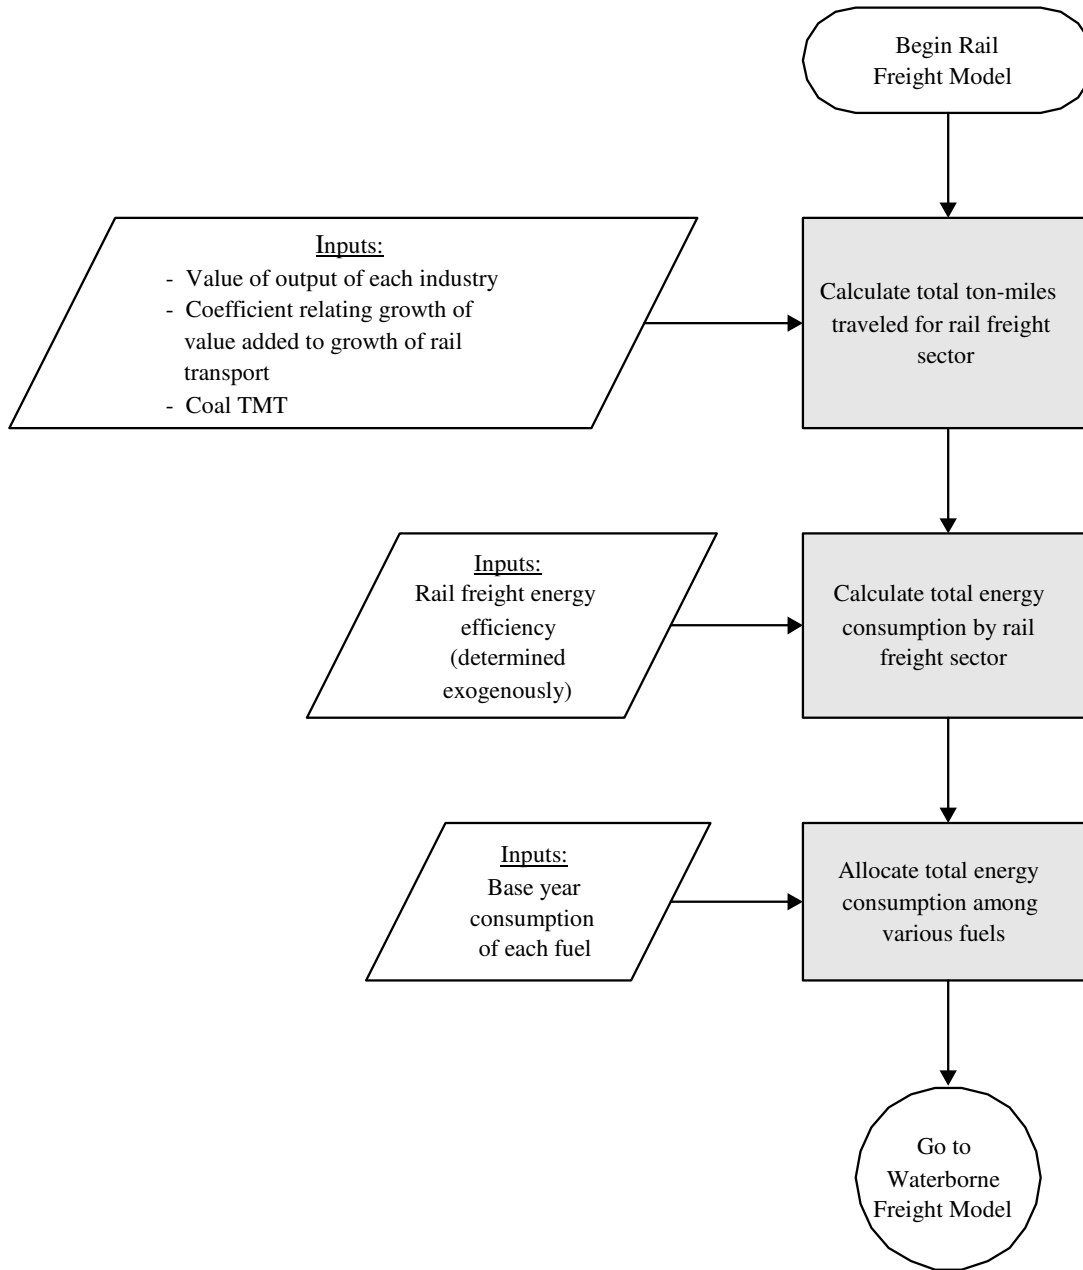 Begin Rail
Freight Model
Inputs:
- Value of output of each industry
- Coefficient relating growth of
value added to growth of rail
transport
- Coal TMT
Calculate total ton-miles
traveled for rail freight
sector
Inputs:
Rail freight energy
efficiency
(determined
exogenously)
Calculate total energy
consumption by rail
freight sector
Inputs:
Base year
consumption
of each fuel
Allocate total energy
consumption among
various fuels
Go to
Waterborne
Freight Model